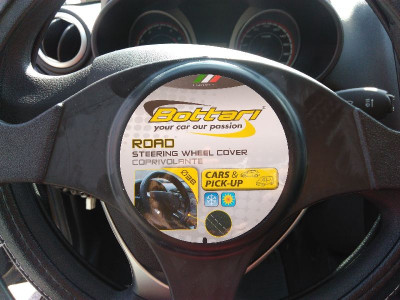 Bottari
your car our passion
ROAD
STEERING WHEEL COVER
COPRIVOLANTE
CARS &
PICK-UP